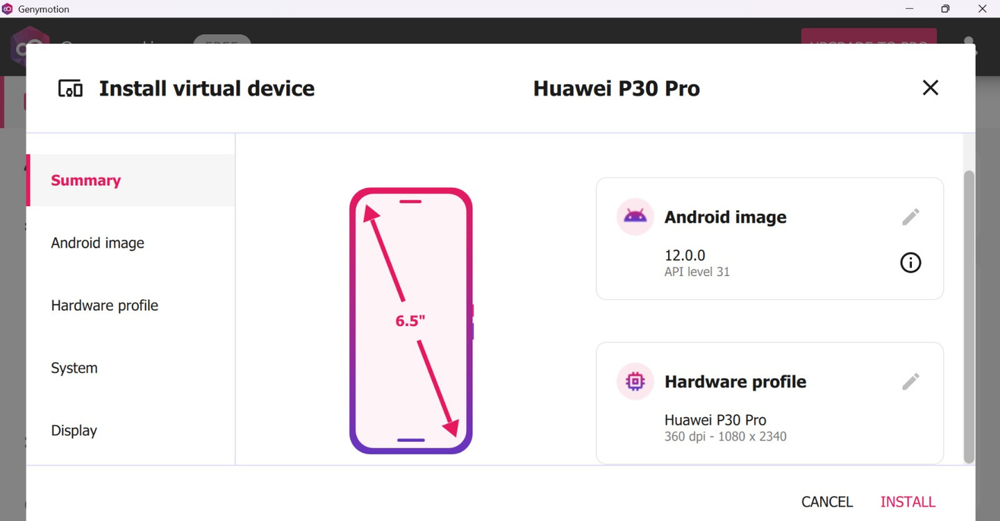 Genymotion
Install virtual device
Huawei P30 Pro
Summary
Android image
Hardware profile
System
Display
6.5"
Android image
12.0.0
API level 31
Hardware profile
Huawei P30 Pro
360 dpi - 1080 x 2340
CANCEL
INSTALL